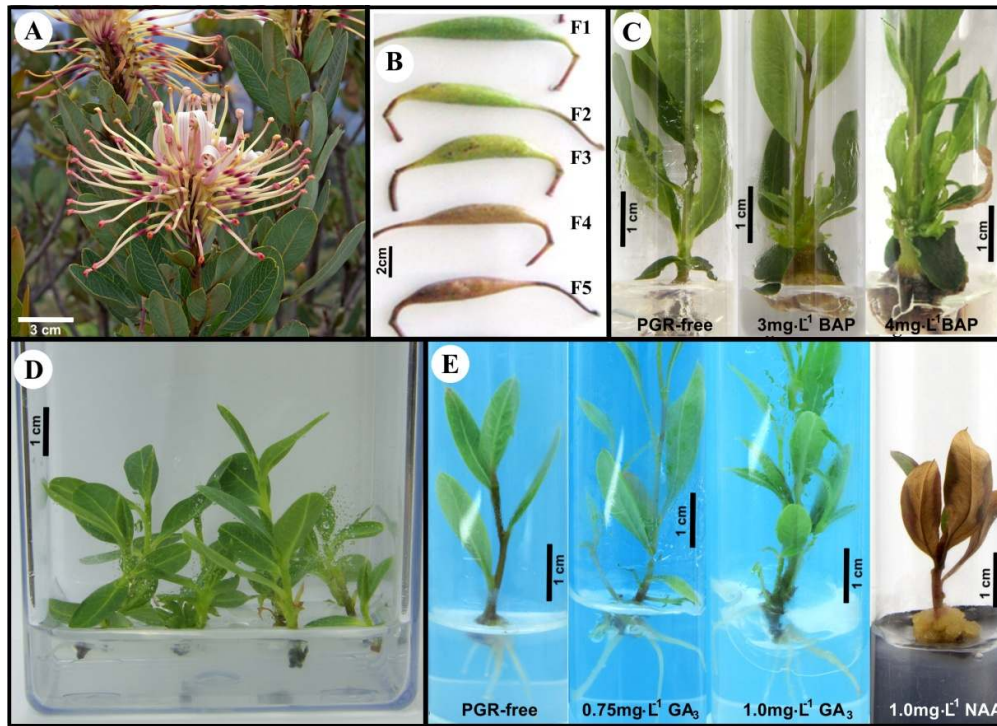 A
3 cm
B
F1
F2
F3
F4
F5
2cm
C
1 cm
PGR-free
1 cm
3mg·L⁻¹ BAP
1 cm
4mg·L⁻¹BAP
D
1 cm
E
1 cm
PGR-free
1 cm
0.75mg·L⁻¹ GA₃
1 cm
1.0mg·L⁻¹ GA₃
1 cm
1.0mg·L⁻¹ NAA